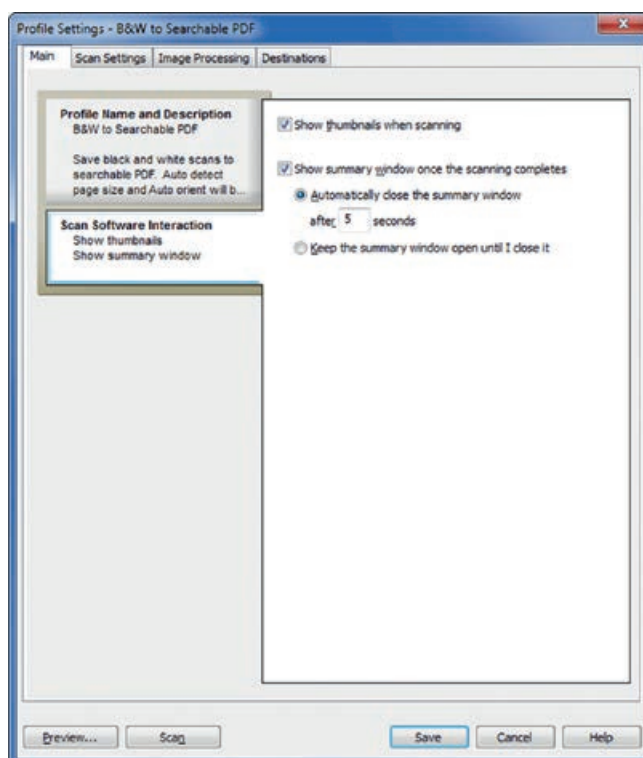 Profile Settings - B&W to Searchable PDF
Main Scan Settings Image Processing Destinations
Profile Name and Description
B&W to Searchable PDF
Save black and white scans to
searchable PDF. Auto detect
page size and Auto orient will b...
Scan Software Interaction
Show thumbnails
Show summary window
Show thumbnails when scanning
Show summary window once the scanning completes
Automatically close the summary window
after 5 seconds
Keep the summary window open until I close it
Preview... Scan Save Cancel Help